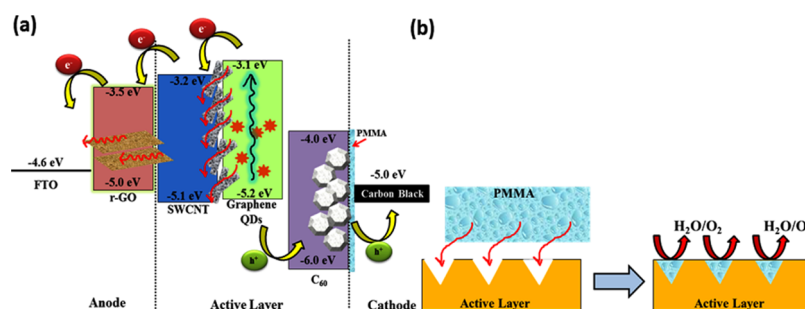 (a)
e-
e-
e-
-3.5 eV
-3.2 eV
-3.1 eV
-4.0 eV
PMMA
-4.6 eV
FTO
-5.0 eV
r-GO
-5.1 eV
SWCNT
-5.2 eV
Graphene
QDs
-5.0 eV
Carbon Black
h+
h+
-6.0 eV
C60
Anode
Active Layer
Cathode
(b)
PMMA
Active Layer
H2O/O2
H2O/O
Active Layer